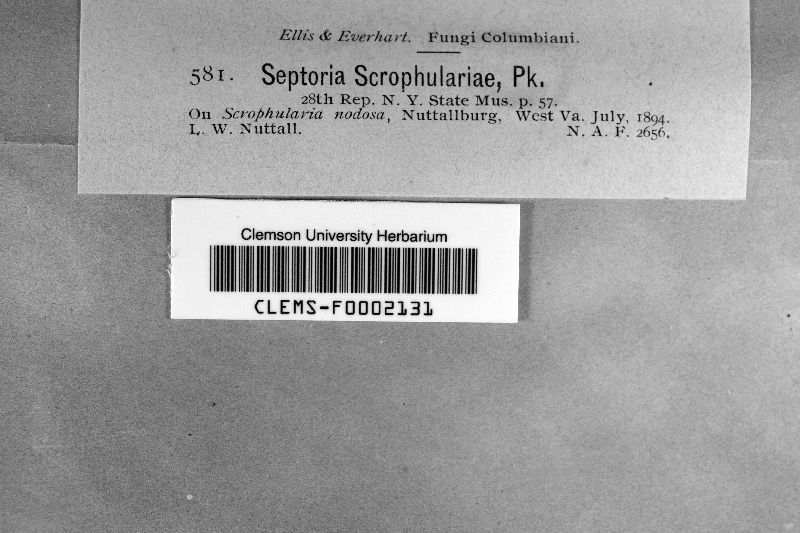 Ellis & Everhart. Fungi Columbiani.
581. Septoria Scrophulariae, Pk.
28th Rep. N. Y. State Mus. p. 57.
On Scrophularia nodosa, Nuttallburg, West Va. July, 1894.
L. W. Nuttall. N. A. F. 2656.
Clemson University Herbarium
CLEMS-F0002131